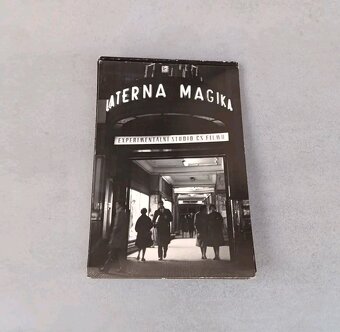 LATERNA MAGIKA
EXPERIMENTÁLNÍ STUDIO ČS FILMU